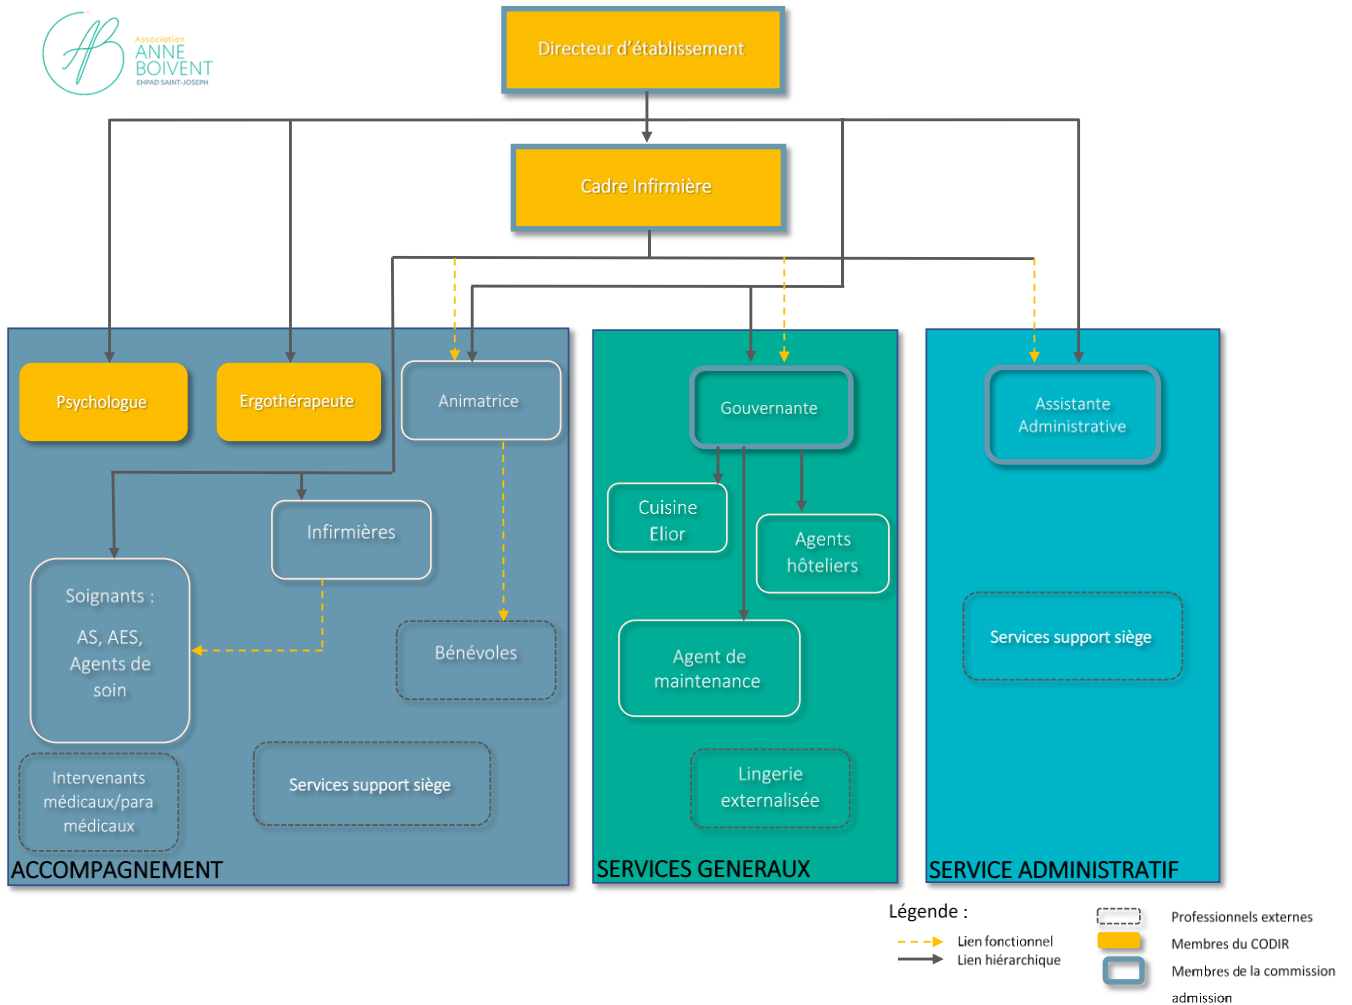 Association
ANNE
BOIVENT
EHPAD SAINT-JOSEPH
Directeur d'établissement
Cadre Infirmière
Psychologue
Ergothérapeute
Animatrice
Gouvernante
Assistante
Administrative
Cuisine
Elior
Agents
hôteliers
Infirmières
Soignants :
AS, AES,
Agents de
soin
Bénévoles
Agent de
maintenance
Services support siège
Intervenants
médicaux/para
médicaux
Services support siège
Lingerie
externalisée
ACCOMPAGNEMENT
SERVICES GENERAUX
SERVICE ADMINISTRATIF
Légende :
Lien fonctionnel
Lien hiérarchique
Professionnels externes
Membres du CODIR
Membres de la commission
admission